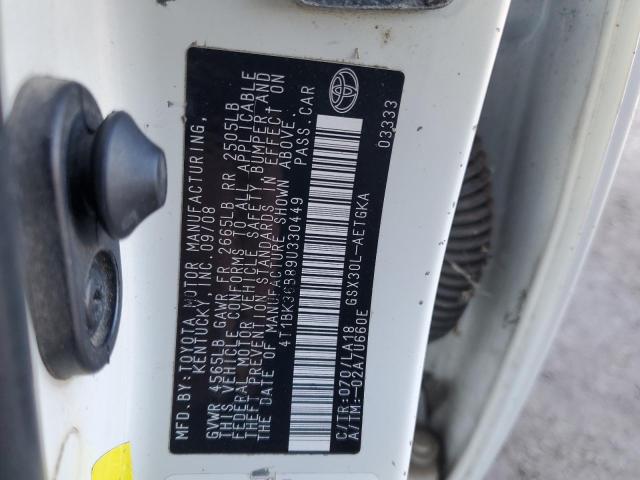 MFD.BY:TOYOTA MOTOR MANUFACTURING,
KENTUCKY, INC. 09/08
GVWR 4565LB GAWR FR 2665LB RR 2505LB
THIS VEHICLE CONFORMS TO ALL APPLICABLE
FEDERAL MOTOR VEHICLE SAFETY, BUMPER AND
THEFT PREVENTION STANDARDS IN EFFECT ON
THE DATE OF MANUFACTURE SHOWN ABOVE.
4T1BK36B89U330449 PASS.CAR
C/TR:070/LA18 GSX30L-AETGKA
A/TM:-02A/U660E
03333